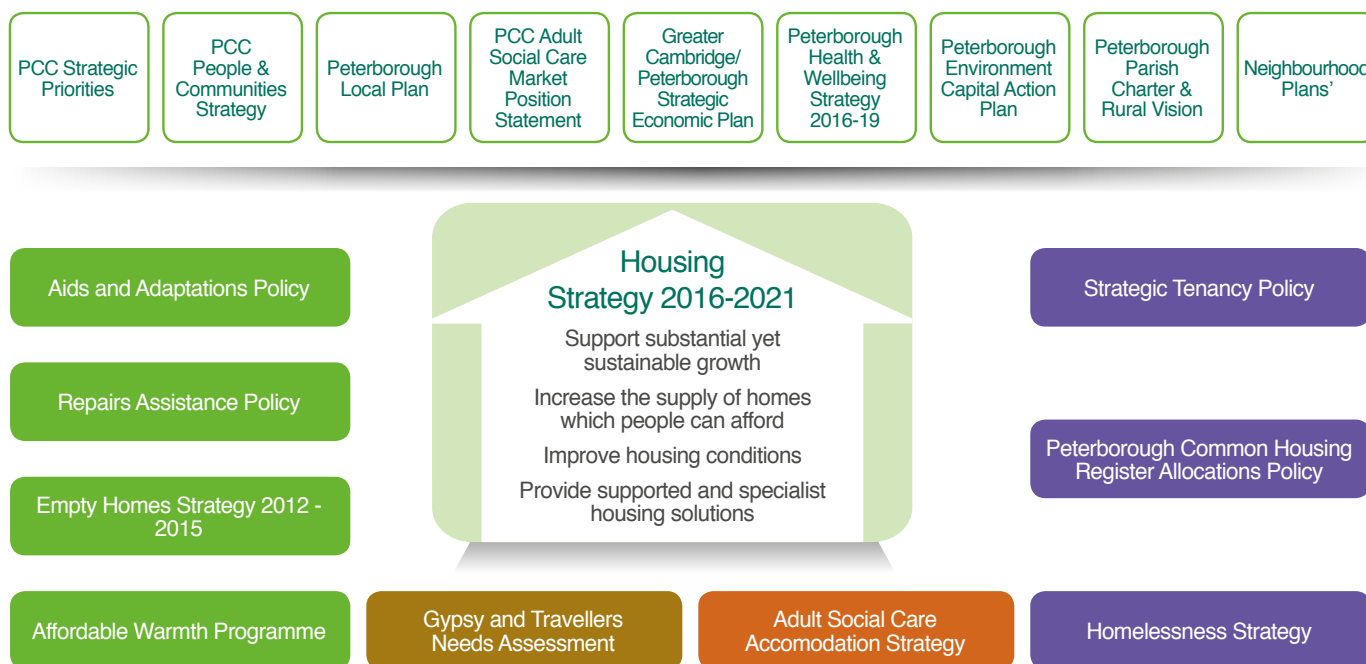 PCC Strategic
Priorities
PCC
People &
Communities
Strategy
Peterborough
Local Plan
PCC Adult
Social Care
Market
Position
Statement
Greater
Cambridge/
Peterborough
Strategic
Economic Plan
Peterborough
Health &
Wellbeing
Strategy
2016-19
Peterborough
Environment
Capital Action
Plan
Peterborough
Parish
Charter &
Rural Vision
Neighbourhood
Plans’
Housing
Strategy 2016-2021
Support substantial yet
sustainable growth
Increase the supply of homes
which people can afford
Improve housing conditions
Provide supported and specialist
housing solutions
Aids and Adaptations Policy
Repairs Assistance Policy
Empty Homes Strategy 2012 -
2015
Affordable Warmth Programme
Gypsy and Travellers
Needs Assessment
Adult Social Care
Accomodation Strategy
Strategic Tenancy Policy
Peterborough Common Housing
Register Allocations Policy
Homelessness Strategy